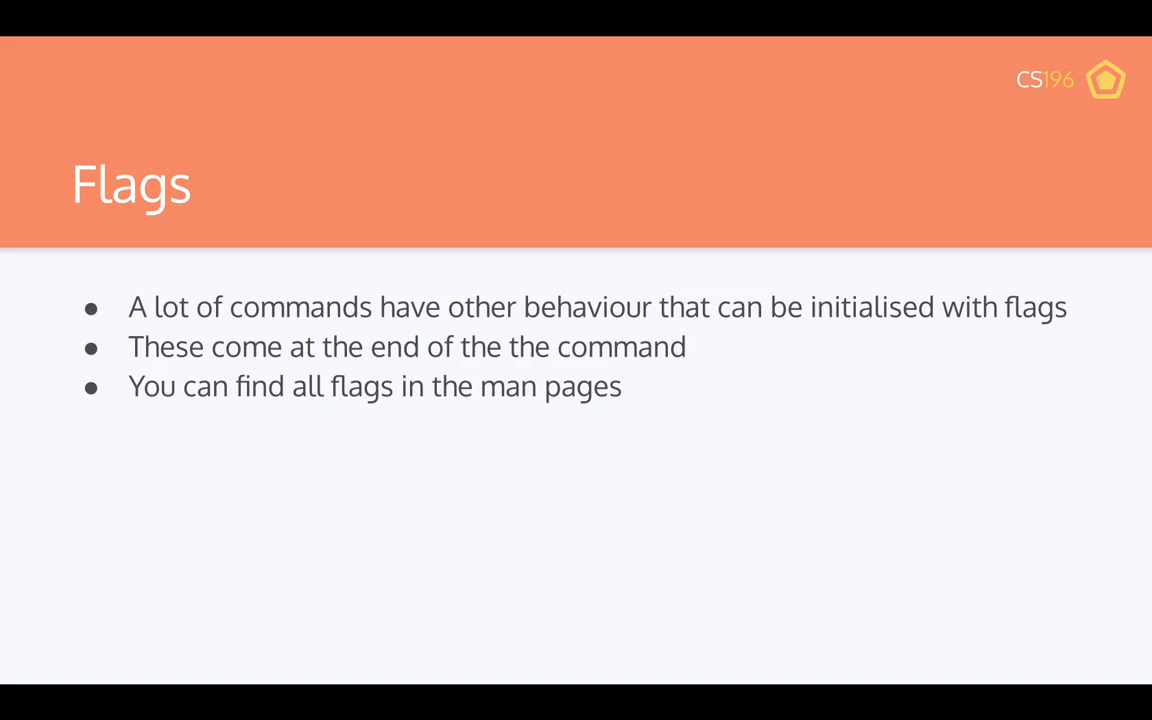 CS196
Flags
● A lot of commands have other behaviour that can be initialised with flags
● These come at the end of the the command
● You can find all flags in the man pages